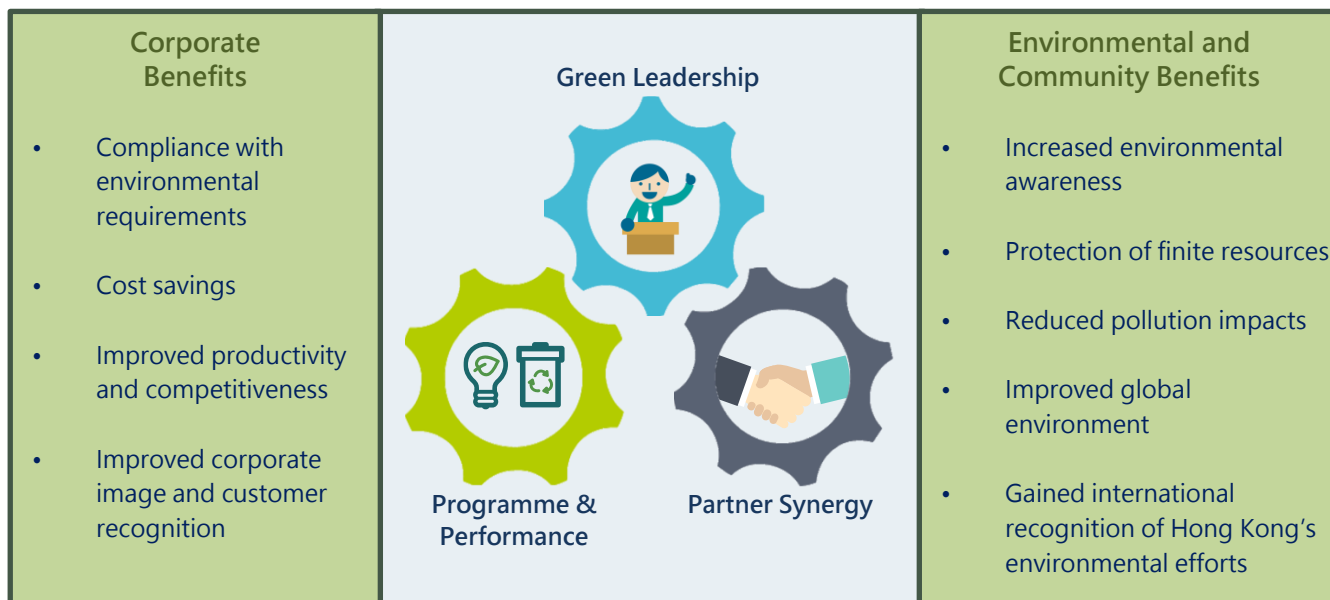 Corporate
Benefits
• Compliance with
environmental
requirements
• Cost savings
• Improved productivity
and competitiveness
• Improved corporate
image and customer
recognition
Green Leadership
Programme &
Performance
Partner Synergy
Environmental and
Community Benefits
• Increased environmental
awareness
• Protection of finite resources
• Reduced pollution impacts
• Improved global
environment
• Gained international
recognition of Hong Kong’s
environmental efforts